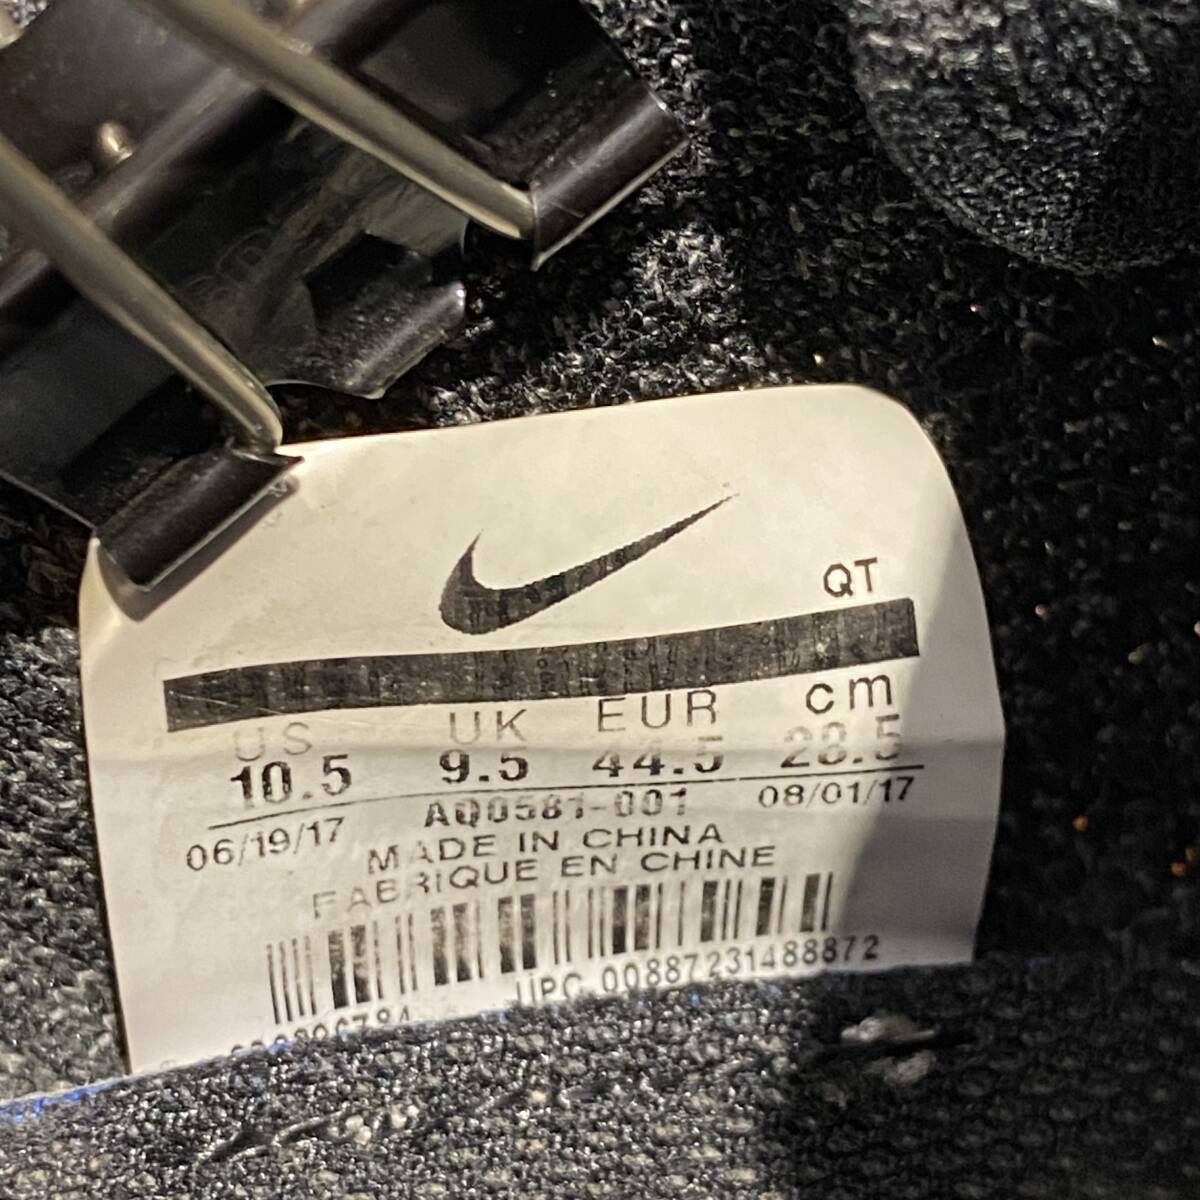 QT
US UK EUR cm
10.5 9.5 44.5 28.5
06/19/17 AQ0581-001 08/01/17
MADE IN CHINA
FABRIQUE EN CHINE
UPC 00887231488872